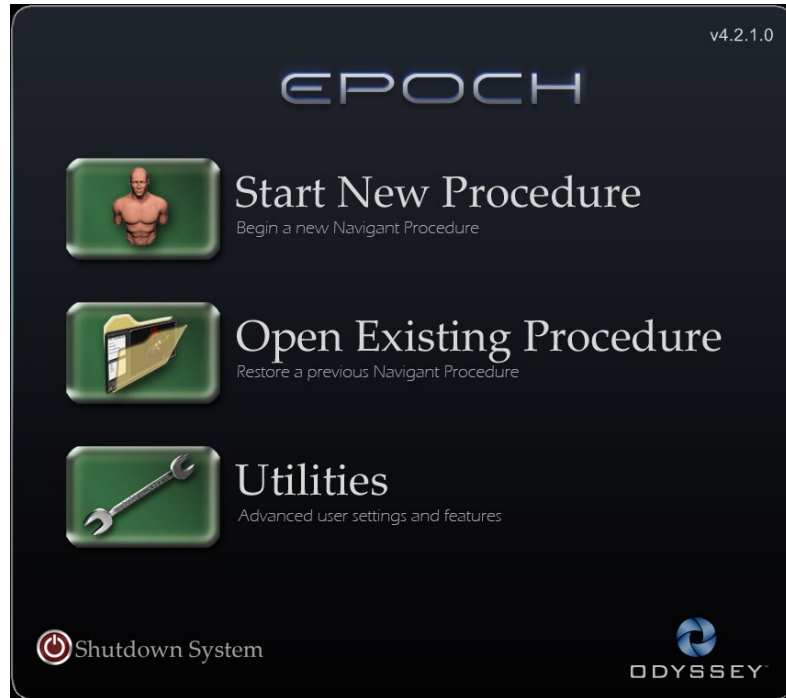 v4.2.1.0
EPOCH
Start New Procedure
Begin a new Navigant Procedure
Open Existing Procedure
Restore a previous Navigant Procedure
Utilities
Advanced user settings and features
Shutdown System
ODYSSEY